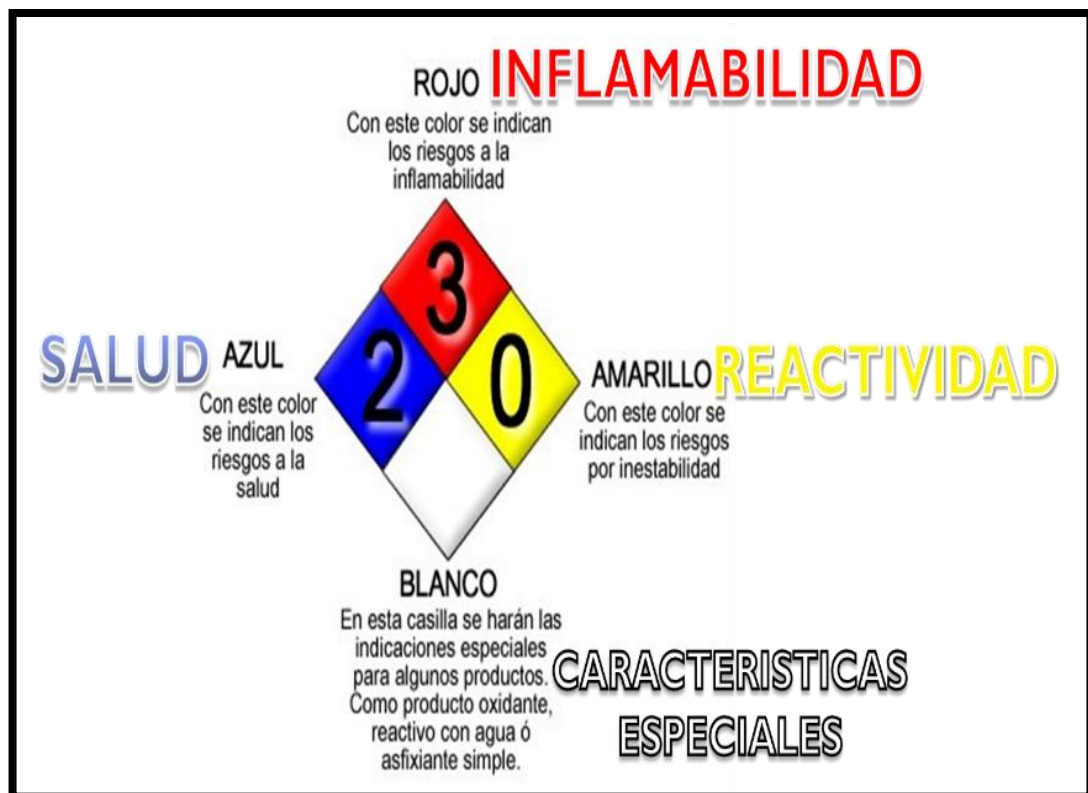 ROJO INFLAMABILIDAD
Con este color se indican
los riesgos a la
inflamabilidad
3
SALUD AZUL
Con este color
se indican los
riesgos a la
salud
2
0
AMARILLO REACTIVIDAD
Con este color se
indican los riesgos
por inestabilidad
BLANCO
En esta casilla se harán las
indicaciones especiales
para algunos productos.
Como producto oxidante,
reactivo con agua ó
asfixiante simple.
CARACTERISTICAS
ESPECIALES